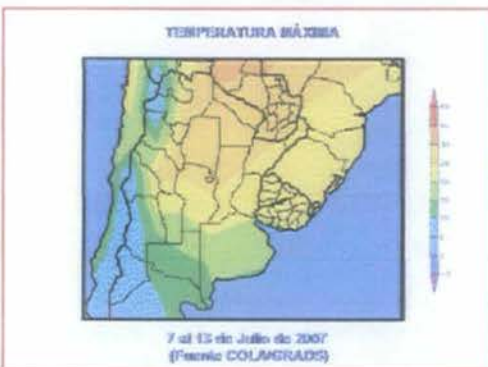 TEMPERATURA MÁXIMA
7 al 13 de Julio de 2007
(Fuente COLA/GRADS)